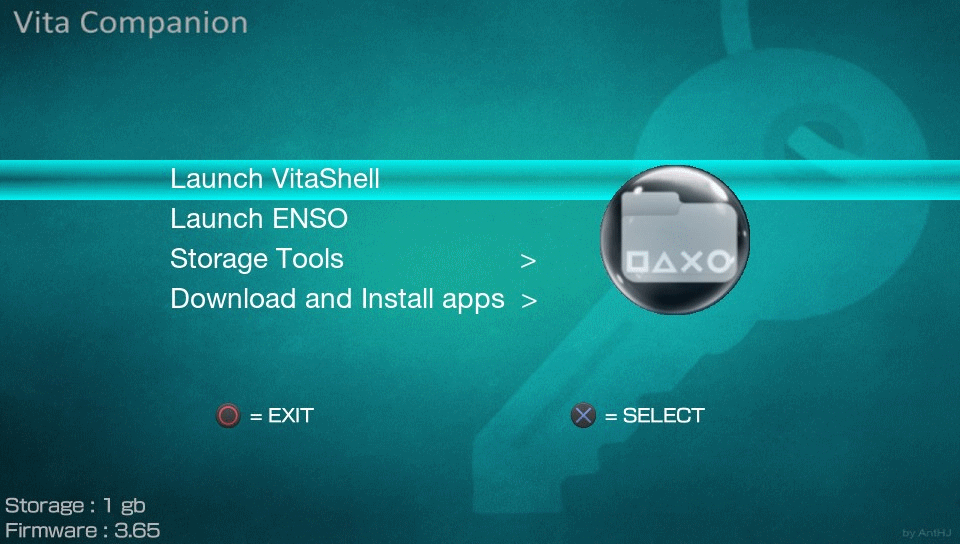 Vita Companion
Launch VitaShell
Launch ENSO
Storage Tools >
Download and Install apps >
= EXIT
= SELECT
Storage : 1 gb
Firmware : 3.65
by AntHJ